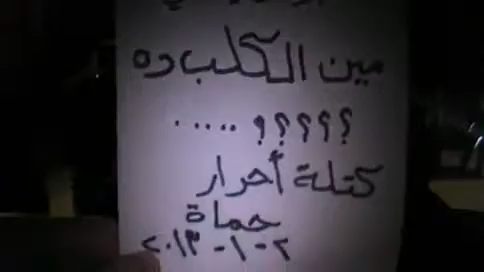 مين الكلب ده
؟؟؟؟؟ .....
كتلة أحرار
حماة
٢-١-٢٠١٣